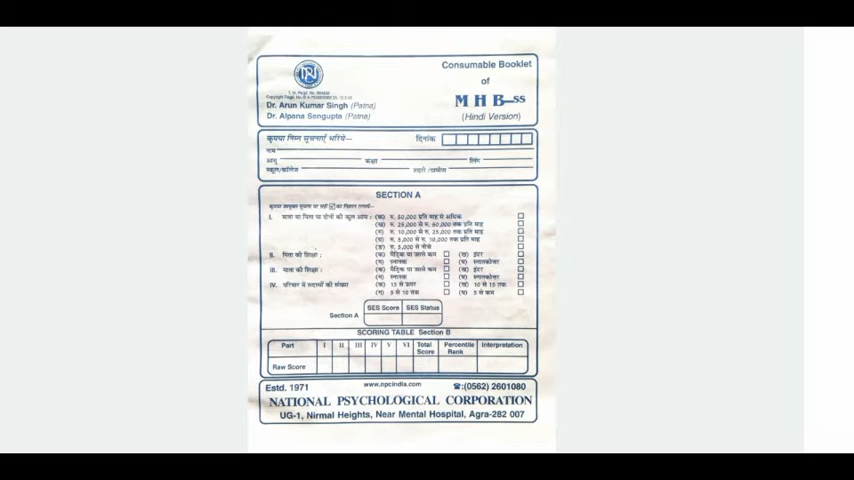 Consumable Booklet
of
M H B–SS
(Hindi Version)
Dr. Arun Kumar Singh (Patna)
Dr. Alpana Sengupta (Patna)
कृपया निम्न सूचनाएँ भरिये—
दिनांक
नाम
आयु कक्षा लिंग
स्कूल/कॉलेज शहरी/ग्रामीण
SECTION A
I. माता या पिता या दोनों की कुल आय : (क) रु. 50,000 प्रति माह से अधिक
(ख) रु. 25,000 से रु. 50,000 तक प्रति माह
(ग) रु. 10,000 से रु. 25,000 तक प्रति माह
(घ) रु. 5,000 से रु. 10,000 तक प्रति माह
(ङ) रु. 5,000 से नीचे
II. पिता की शिक्षा : (क) मैट्रिक या उससे कम (ख) इंटर
(ग) स्नातक (घ) स्नातकोत्तर
III. माता की शिक्षा : (क) मैट्रिक या उससे कम (ख) इंटर
(ग) स्नातक (घ) स्नातकोत्तर
IV. परिवार में सदस्यों की संख्या (क) 15 से ऊपर (ख) 10 से 15 तक
(ग) 5 से 10 तक (घ) 5 से कम
SES Score SES Status
Section A
SCORING TABLE Section B
Part I II III IV V VI Total Score Percentile Rank Interpretation
Raw Score
Estd. 1971 www.npcindia.com ☎:(0562) 2601080
NATIONAL PSYCHOLOGICAL CORPORATION
UG-1, Nirmal Heights, Near Mental Hospital, Agra-282 007